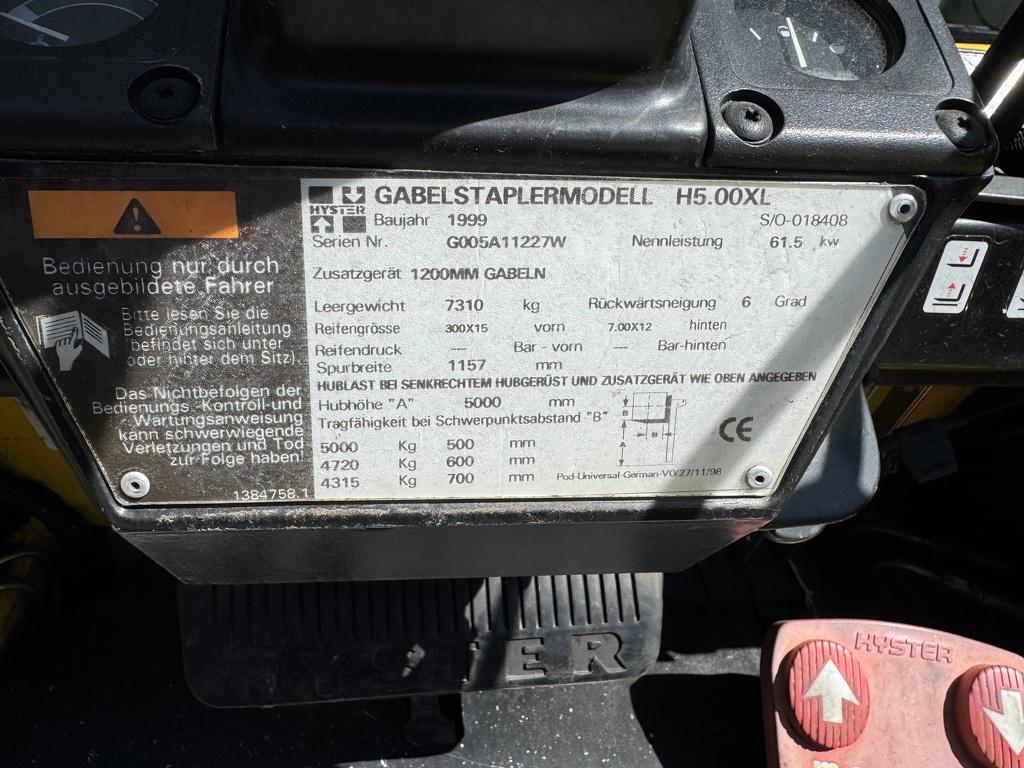 HYSTER
GABELSTAPLERMODELL H5.00XL
Baujahr 1999 S/O-018408
Serien Nr. G005A11227W Nennleistung 61.5 kw
Zusatzgerät 1200MM GABELN
Leergewicht 7310 kg Rückwärtsneigung 6 Grad
Reifengrösse 300X15 vorn 7.00X12 hinten
Reifendruck --- Bar - vorn --- Bar-hinten
Spurbreite 1157 mm
HUBLAST BEI SENKRECHTEM HUBGERÜST UND ZUSATZGERÄT WIE OBEN ANGEGEBEN
Hubhöhe "A" 5000 mm
Tragfähigkeit bei Schwerpunktsabstand "B"
5000 Kg 500 mm
4720 Kg 600 mm
4315 Kg 700 mm
B
A
B
CE
Pod-Universal-German-V0/27/11/98
Bedienung nur durch
ausgebildete Fahrer
Bitte lesen Sie die
Bedienungsanleitung
(befindet sich unter
oder hinter dem Sitz).
Das Nichtbefolgen der
Bedienungs-, Kontroll-und
Wartungsanweisung
kann schwerwiegende
Verletzungen und Tod
zur Folge haben!
1384758 1
HYSTER
HYSTER